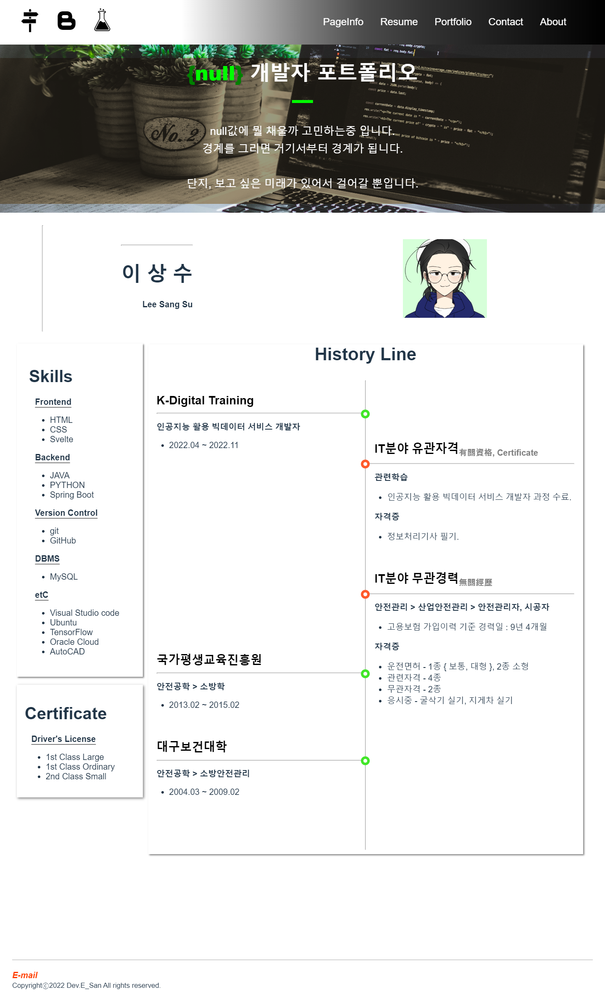 PageInfo Resume Portfolio Contact About
{null} 개발자 포트폴리오
null값에 뭘 채울까 고민하는중 입니다.
경계를 그리면 거기서부터 경계가 됩니다.
단지, 보고 싶은 미래가 있어서 걸어갈 뿐입니다.
No. 2
이 상 수
Lee Sang Su
Skills
Frontend
HTML
CSS
Svelte
Backend
JAVA
PYTHON
Spring Boot
Version Control
git
GitHub
DBMS
MySQL
etC
Visual Studio code
Ubuntu
TensorFlow
Oracle Cloud
AutoCAD
Certificate
Driver's License
1st Class Large
1st Class Ordinary
2nd Class Small
History Line
K-Digital Training
인공지능 활용 빅데이터 서비스 개발자
2022.04 ~ 2022.11
IT분야 유관자격有關資格, Certificate
관련학습
인공지능 활용 빅데이터 서비스 개발자 과정 수료.
자격증
정보처리기사 필기.
IT분야 무관경력無關經歷
안전관리 > 산업안전관리 > 안전관리자, 시공자
고용보험 가입이력 기준 경력일 : 9년 4개월
자격증
운전면허 - 1종 { 보통, 대형 }, 2종 소형
관련자격 - 4종
무관자격 - 2종
응시중 - 굴삭기 실기, 지게차 실기
국가평생교육진흥원
안전공학 > 소방학
2013.02 ~ 2015.02
대구보건대학
안전공학 > 소방안전관리
2004.03 ~ 2009.02
E-mail
Copyrightⓒ2022 Dev.E_San All rights reserved.